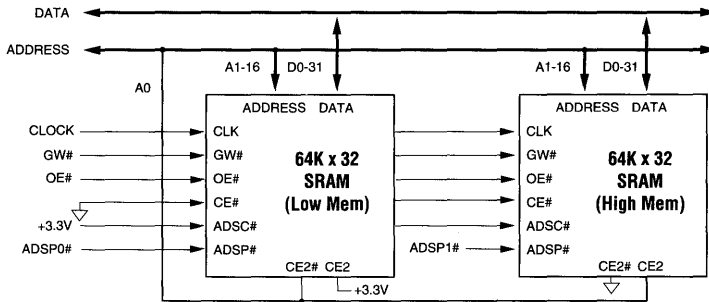 DATA
ADDRESS
A1-16 D0-31
A1-16 D0-31
A0
ADDRESS DATA
ADDRESS DATA
CLOCK
CLK
CLK
GW#
GW#
64K x 32
GW#
64K x 32
OE#
OE#
SRAM
OE#
SRAM
CE#
(Low Mem)
CE#
(High Mem)
+3.3V
ADSC#
ADSC#
ADSP0#
ADSP#
ADSP1#
ADSP#
CE2# CE2
CE2# CE2
+3.3V